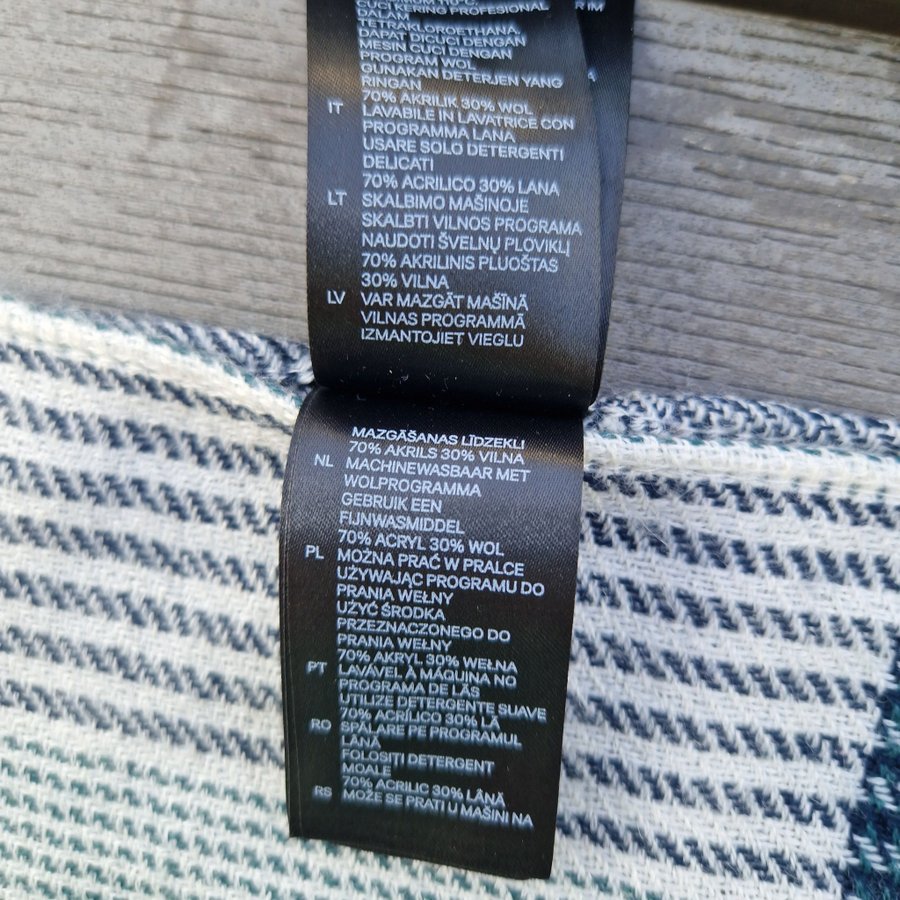 CUCI KERING PROFESIONAL
DALAM
TETRAKLOROETHANA.
DAPAT DICUCI DENGAN
MESIN CUCI DENGAN
PROGRAM WOL
GUNAKAN DETERJEN YANG
RINGAN
70% AKRILIK 30% WOL
IT LAVABILE IN LAVATRICE CON
PROGRAMMA LANA
USARE SOLO DETERGENTI
DELICATI
70% ACRILICO 30% LANA
LT SKALBIMO MAŠINOJE
SKALBTI VILNOS PROGRAMA
NAUDOTI ŠVELNŲ PLOVIKLĮ
70% AKRILINIS PLUOŠTAS
30% VILNA
LV VAR MAZGĀT MAŠĪNĀ
VILNAS PROGRAMMĀ
IZMANTOJIET VIEGLU
MAZGĀŠANAS LĪDZEKLI
70% AKRILS 30% VILNA
NL MACHINEWASBAAR MET
WOLPROGRAMMA
GEBRUIK EEN
FIJNWASMIDDEL
70% ACRYL 30% WOL
PL MOŻNA PRAĆ W PRALCE
UŻYWAJĄC PROGRAMU DO
PRANIA WEŁNY
UŻYĆ ŚRODKA
PRZEZNACZONEGO DO
PRANIA WEŁNY
70% AKRYL 30% WEŁNA
PT LAVÁVEL À MÁQUINA NO
PROGRAMA DE LÃS
UTILIZE DETERGENTE SUAVE
70% ACRÍLICO 30% LÃ
RO SPĂLARE PE PROGRAMUL
LÂNĂ
FOLOSIȚI DETERGENT
MOALE
70% ACRILIC 30% LÂNĂ
RS MOŽE SE PRATI U MAŠINI NA